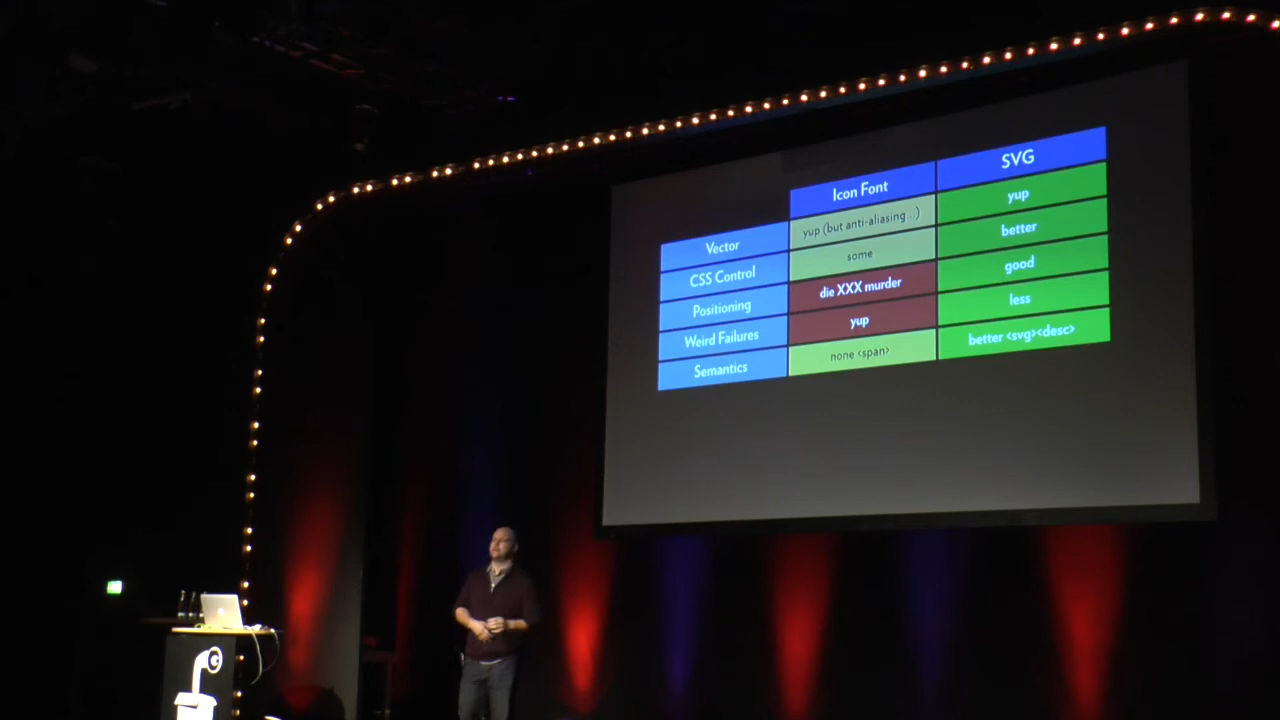 Icon Font SVG
Vector yup (but anti-aliasing...) yup
CSS Control some better
Positioning die XXX murder good
Weird Failures yup less
Semantics none <span> better <svg><desc>